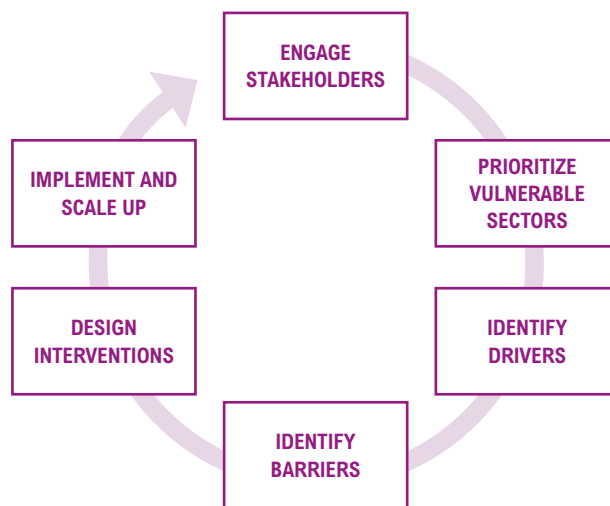 ENGAGE
STAKEHOLDERS
PRIORITIZE
VULNERABLE
SECTORS
IDENTIFY
DRIVERS
IDENTIFY
BARRIERS
DESIGN
INTERVENTIONS
IMPLEMENT AND
SCALE UP